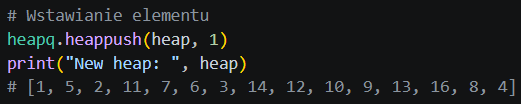 # Wstawianie elementu
heapq.heappush(heap, 1)
print("New heap: ", heap)
# [1, 5, 2, 11, 7, 6, 3, 14, 12, 10, 9, 13, 16, 8, 4]